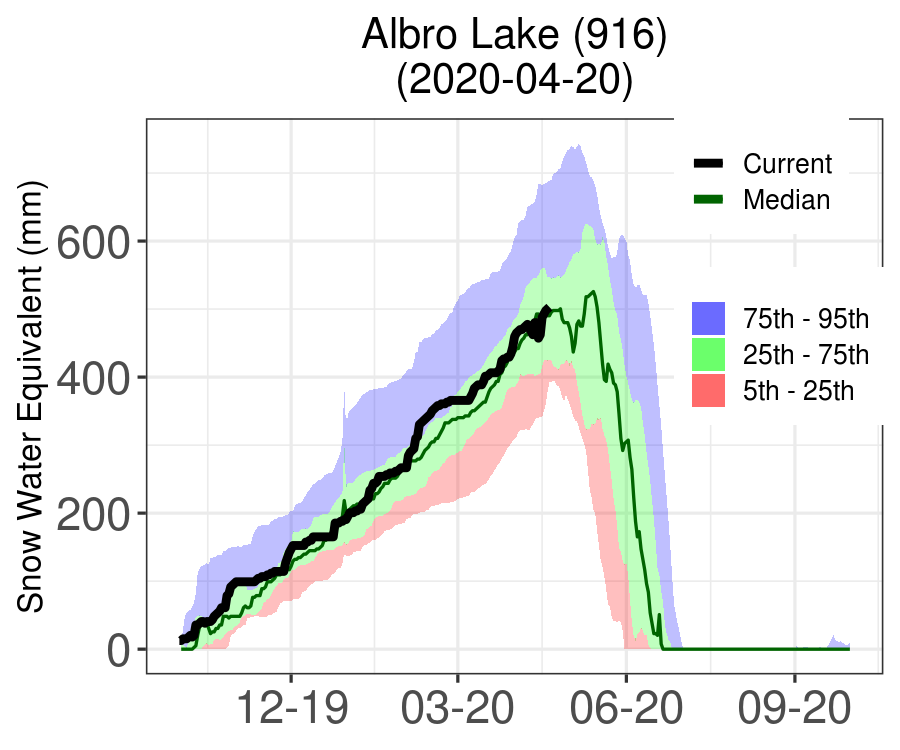 Albro Lake (916)
(2020-04-20)
Snow Water Equivalent (mm)
600
400
200
0
12-19
03-20
06-20
09-20
Current
Median
75th - 95th
25th - 75th
5th - 25th